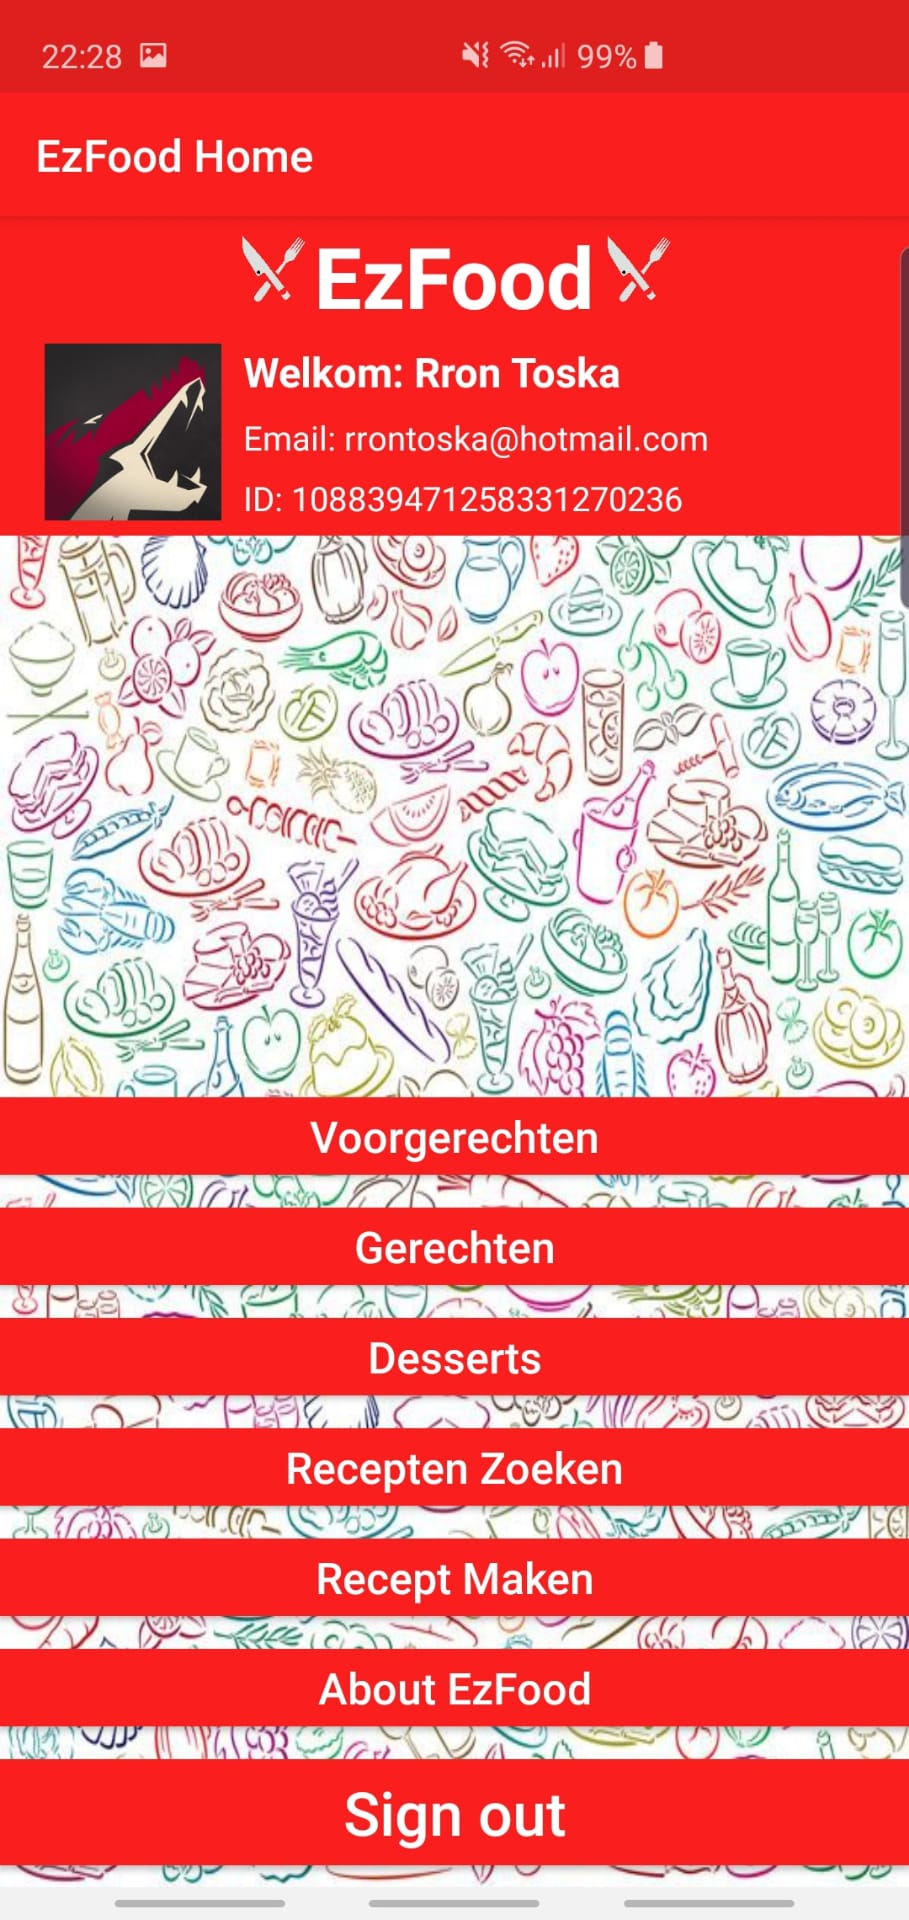 22:28 99%
EzFood Home
EzFood
Welkom: Rron Toska
Email: rrontoska@hotmail.com
ID: 108839471258331270236
Voorgerechten
Gerechten
Desserts
Recepten Zoeken
Recept Maken
About EzFood
Sign out